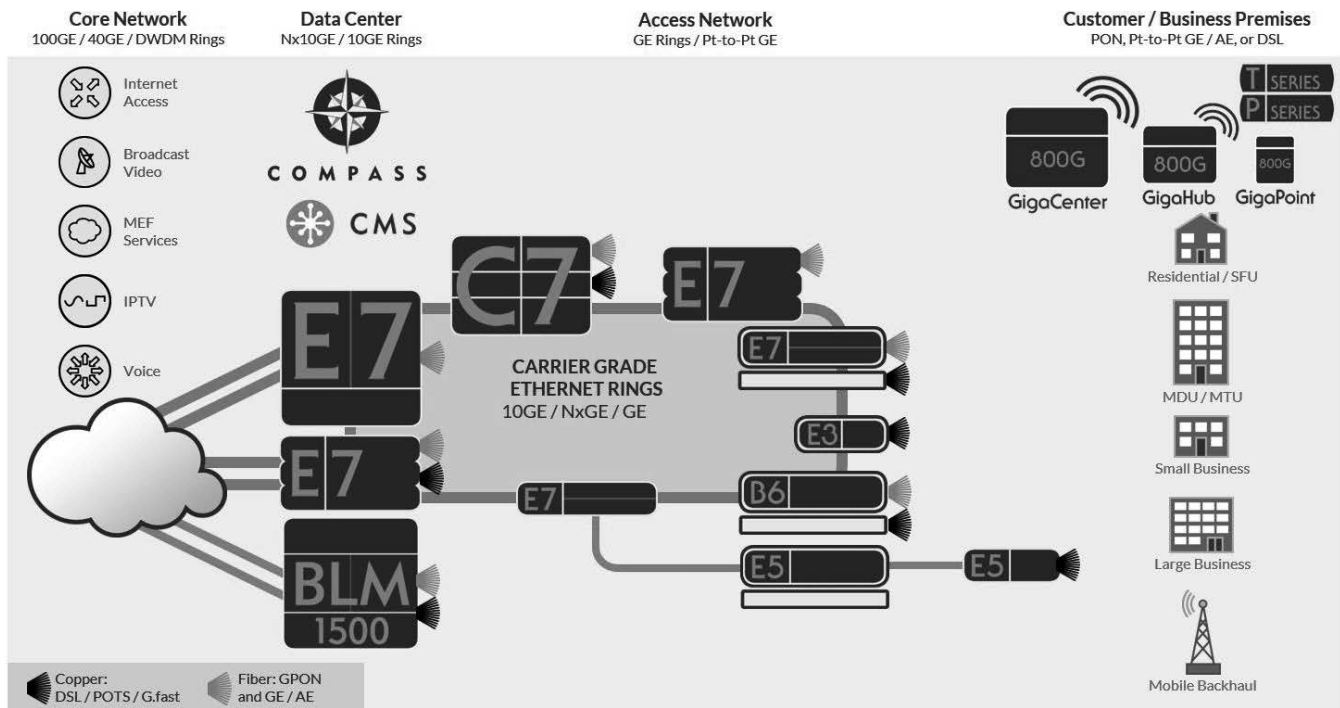 Core Network
100GE / 40GE / DWDM Rings
Data Center
Nx10GE / 10GE Rings
Access Network
GE Rings / Pt-to-Pt GE
Customer / Business Premises
PON, Pt-to-Pt GE / AE, or DSL
Internet
Access
Broadcast
Video
MEF
Services
IPTV
Voice
COMPASS
CMS
T SERIES
P SERIES
800G
GigaCenter
800G
GigaHub
800G
GigaPoint
Residential / SFU
MDU / MTU
Small Business
Large Business
Mobile Backhaul
E7
C7
E7
E7
E3
B6
E5
E5
E7
E7
BLM
1500
CARRIER GRADE
ETHERNET RINGS
10GE / NxGE / GE
Copper:
DSL / POTS / G.fast
Fiber: GPON
and GE / AE